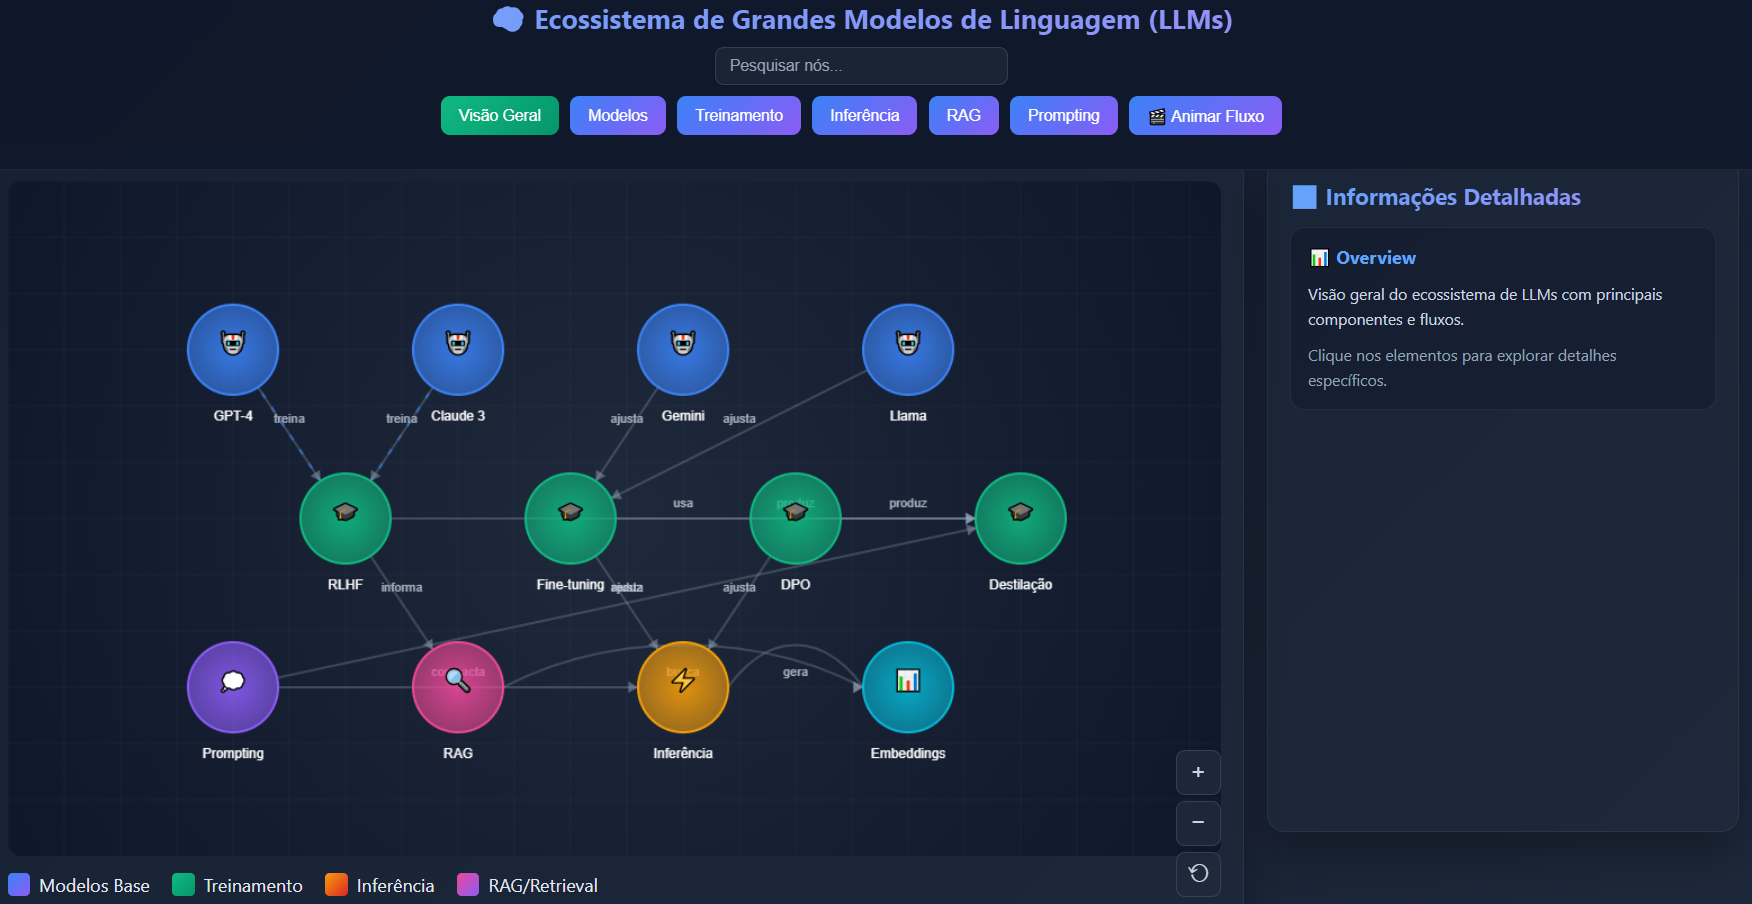 Ecossistema de Grandes Modelos de Linguagem (LLMs)
Pesquisar nós...
Visão Geral
Modelos
Treinamento
Inferência
RAG
Prompting
Animar Fluxo
Informações Detalhadas
Overview
Visão geral do ecossistema de LLMs com principais
componentes e fluxos.
Clique nos elementos para explorar detalhes
específicos.
GPT-4
treina
treina
Claude 3
ajusta
Gemini
ajusta
Llama
usa
produz
produz
RLHF
informa
Fine-tuning
ajusta
DPO
Destilação
gera
Prompting
RAG
Inferência
Embeddings
+
−
Modelos Base
Treinamento
Inferência
RAG/Retrieval